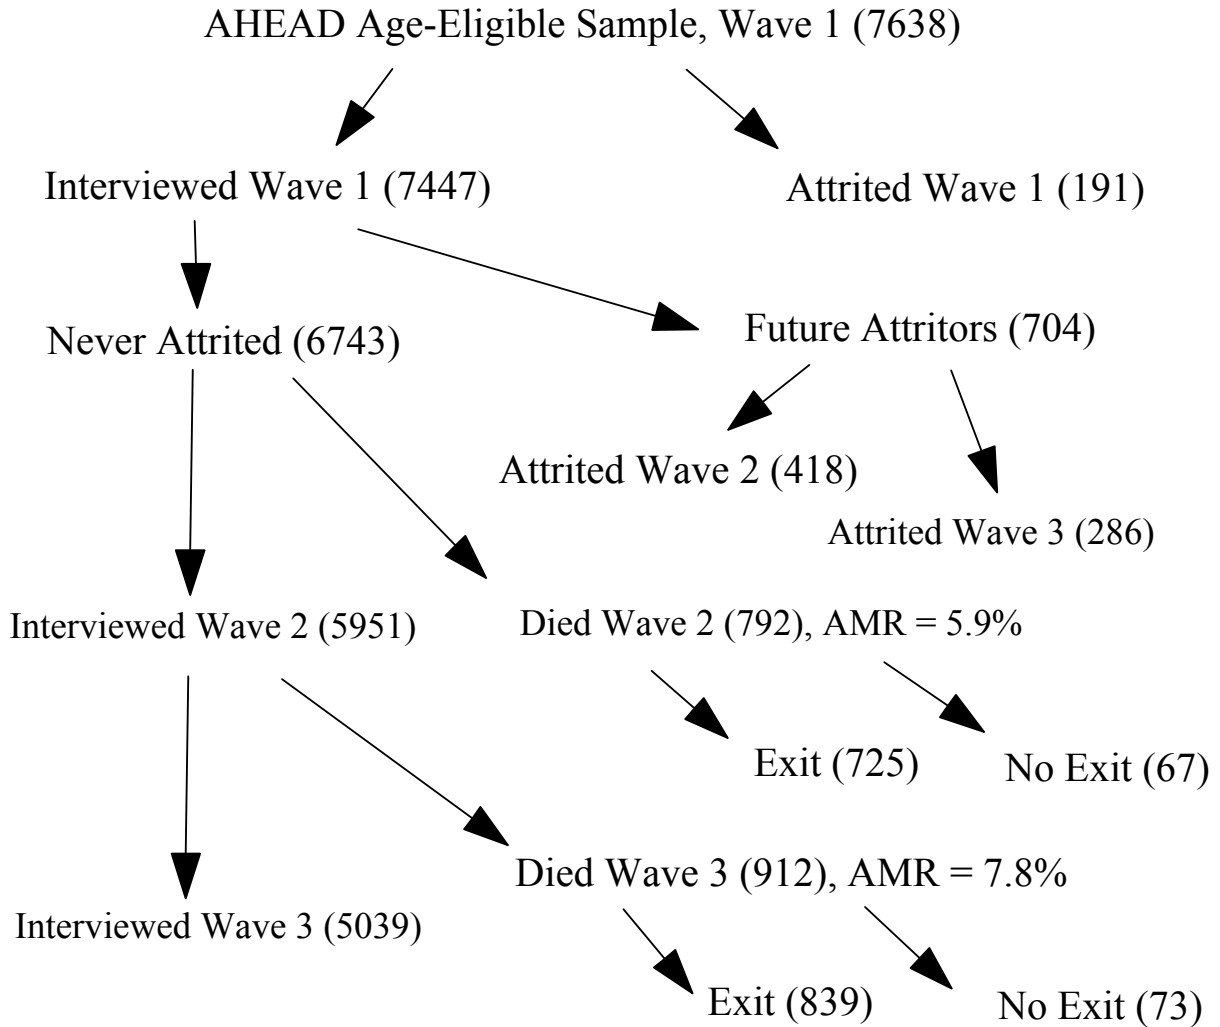 AHEAD Age-Eligible Sample, Wave 1 (7638)
Interviewed Wave 1 (7447)
Attrited Wave 1 (191)
Never Attrited (6743)
Future Attritors (704)
Attrited Wave 2 (418)
Attrited Wave 3 (286)
Interviewed Wave 2 (5951)
Died Wave 2 (792), AMR = 5.9%
Exit (725)
No Exit (67)
Died Wave 3 (912), AMR = 7.8%
Interviewed Wave 3 (5039)
Exit (839)
No Exit (73)